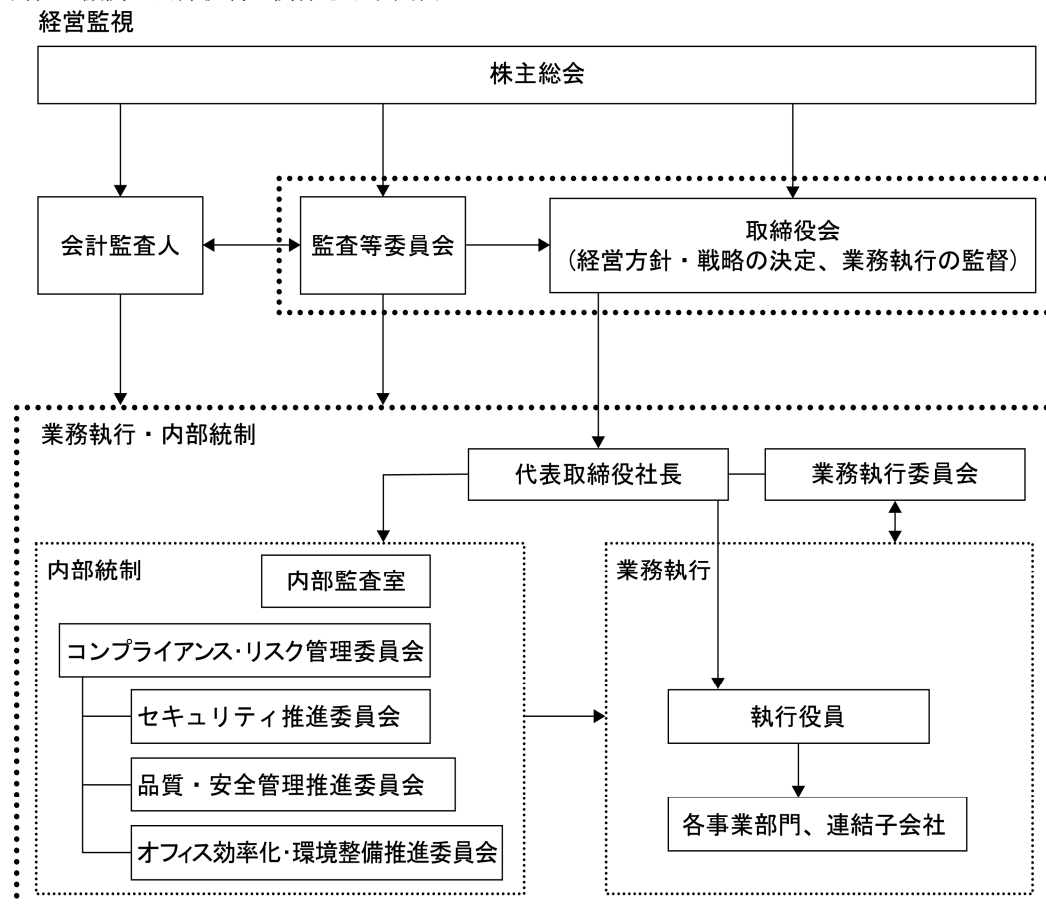 経営監視
株主総会
会計監査人
監査等委員会
取締役会
(経営方針・戦略の決定、業務執行の監督)
業務執行・内部統制
代表取締役社長
業務執行委員会
内部統制
内部監査室
コンプライアンス・リスク管理委員会
セキュリティ推進委員会
品質・安全管理推進委員会
オフィス効率化・環境整備推進委員会
業務執行
執行役員
各事業部門、連結子会社